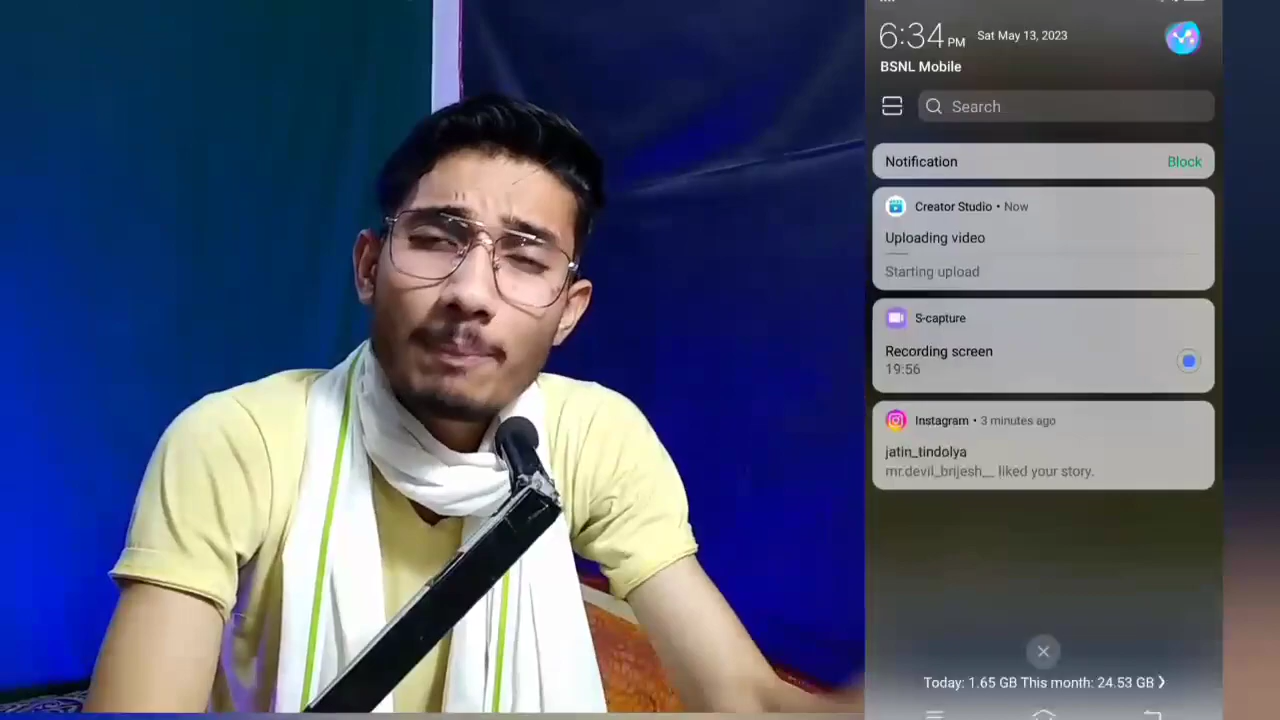 6:34 PM Sat May 13, 2023
BSNL Mobile
Search
Notification Block
Creator Studio • Now
Uploading video
Starting upload
S-capture
Recording screen
19:56
Instagram • 3 minutes ago
jatin_tindolya
mr.devil_brijesh__ liked your story.
Today: 1.65 GB This month: 24.53 GB ❯